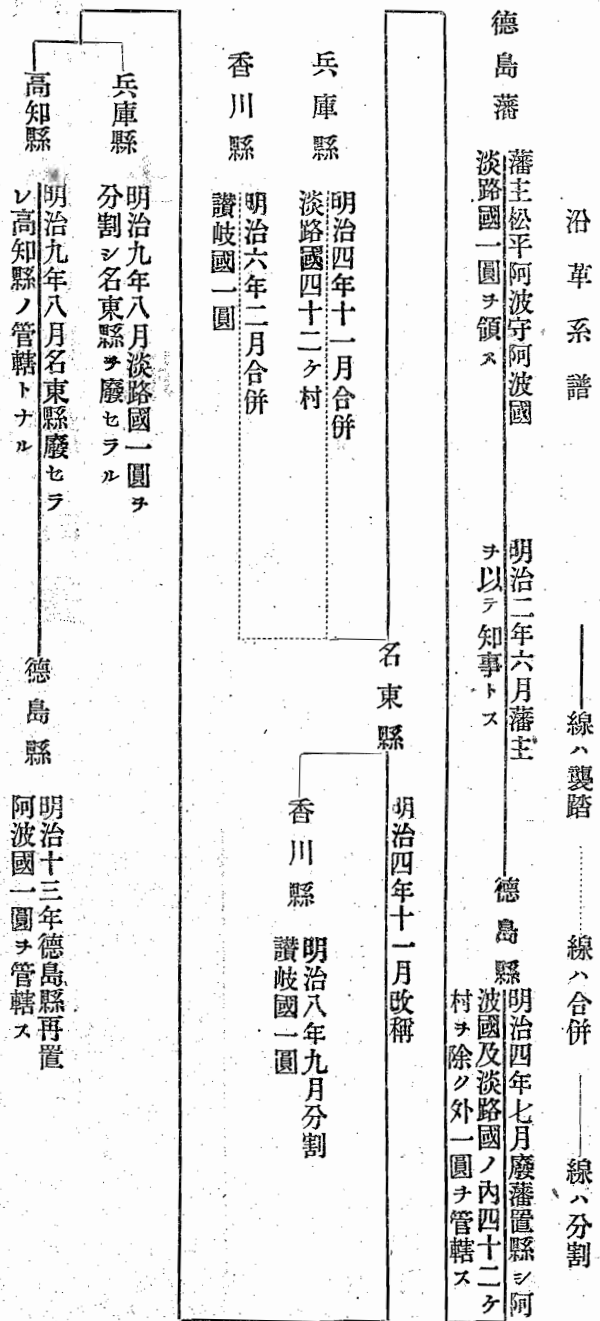 沿革系譜
線ハ襲踏
線ハ合併
線ハ分割
德島藩
藩主松平阿波守阿波國
淡路國一圓ヲ領ス
明治二年六月藩主
ヲ以テ知事トス
德島縣
明治四年七月廢藩置縣シ阿
波國及淡路國ノ內四十二ケ
村ヲ除ク外一圓ヲ管轄ス
名東縣
明治四年十一月改稱
兵庫縣
明治四年十一月合併
淡路國四十二ケ村
香川縣
明治六年二月合併
讃岐國一圓
香川縣
明治八年九月分割
讃岐國一圓
兵庫縣
明治九年八月淡路國一圓ヲ
分割シ名東縣ヲ廢セラル
高知縣
明治九年八月名東縣廢セラ
レ高知縣ノ管轄トナル
德島縣
明治十三年德島縣再置
阿波國一圓ヲ管轄ス